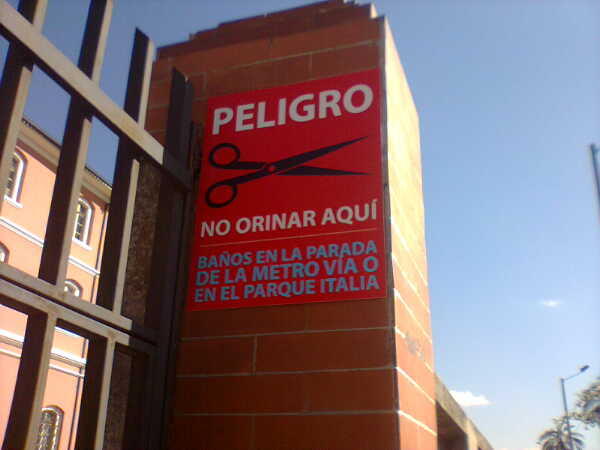 PELIGRO
NO ORINAR AQUÍ
BAÑOS EN LA PARADA
DE LA METRO VÍA O
EN EL PARQUE ITALIA